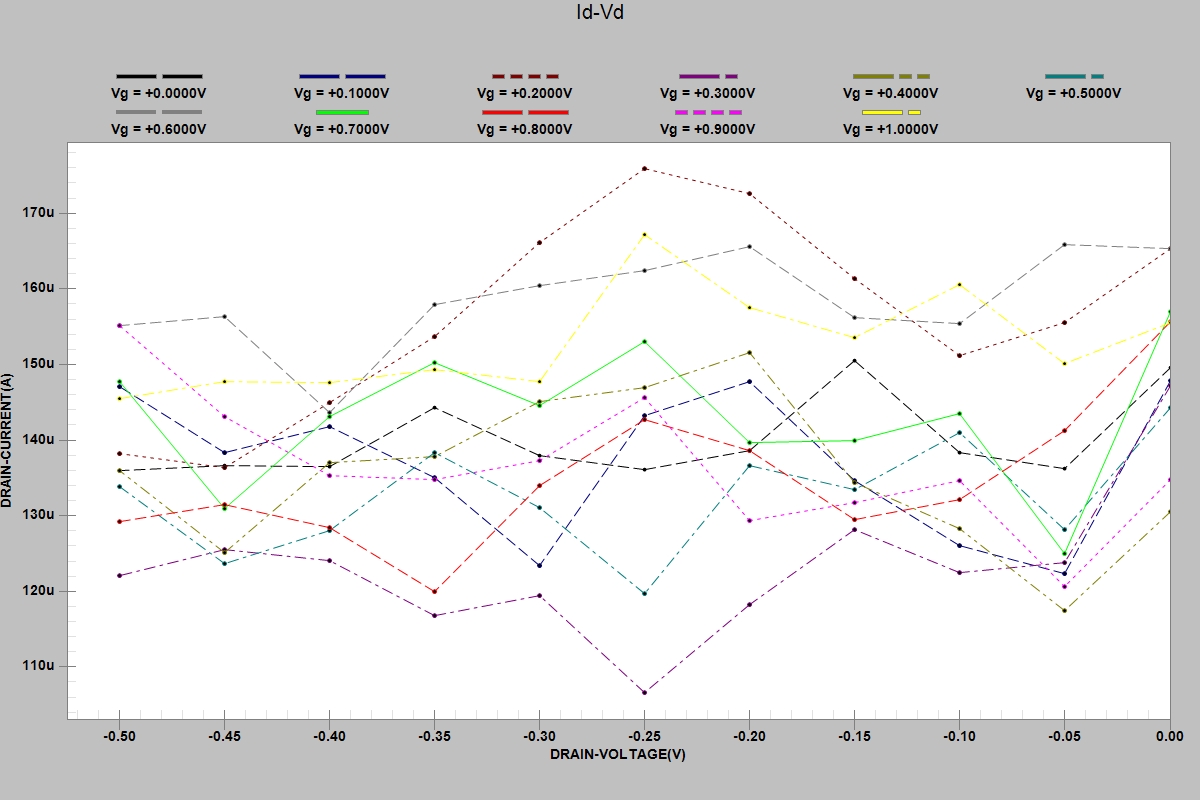 Id-Vd
Vg = +0.0000V Vg = +0.1000V Vg = +0.2000V Vg = +0.3000V Vg = +0.4000V Vg = +0.5000V
Vg = +0.6000V Vg = +0.7000V Vg = +0.8000V Vg = +0.9000V Vg = +1.0000V
170u
160u
150u
140u
130u
120u
110u
DRAIN-CURRENT(A)
-0.50 -0.45 -0.40 -0.35 -0.30 -0.25 -0.20 -0.15 -0.10 -0.05 0.00
DRAIN-VOLTAGE(V)